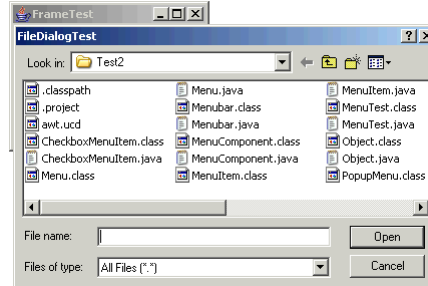 FrameTest
FileDialogTest
Look in: Test2
.classpath
.project
awt.ucd
CheckboxMenuItem.class
CheckboxMenuItem.java
Menu.class
Menu.java
Menubar.class
Menubar.java
MenuComponent.class
MenuComponent.java
MenuItem.class
MenuItem.java
MenuTest.class
MenuTest.java
Object.class
Object.java
PopupMenu.class
File name:
Open
Files of type: All Files (*.*)
Cancel